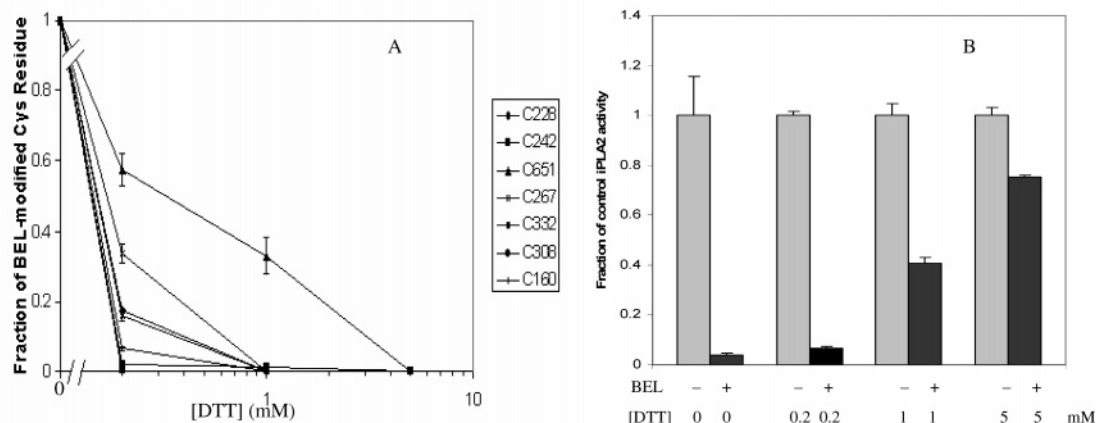 A
Fraction of BEL-modified Cys Residue
1
0.8
0.6
0.4
0.2
0
0 1 10
[DTT] (mM)
C228
C242
C651
C267
C332
C308
C160
B
Fraction of control iPLA2 activity
1.4
1.2
1
0.8
0.6
0.4
0.2
0
BEL – + – + – + – +
[DTT] 0 0 0.2 0.2 1 1 5 5 mM